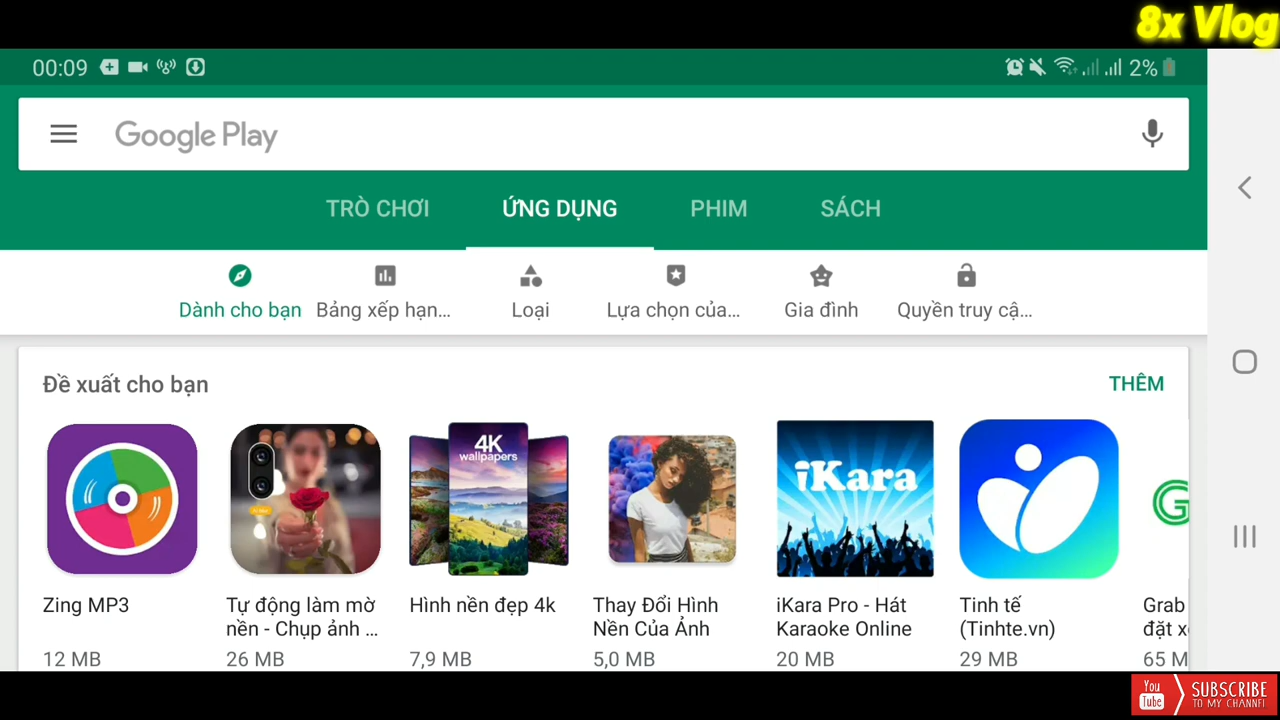 8x Vlog
00:09
2%
Google Play
TRÒ CHƠI ỨNG DỤNG PHIM SÁCH
Dành cho bạn Bảng xếp hạn... Loại Lựa chọn của... Gia đình Quyền truy cậ...
Đề xuất cho bạn THÊM
4K
wallpapers
iKara
Zing MP3
12 MB
Tự động làm mờ
nền - Chụp ảnh ...
26 MB
Hình nền đẹp 4k
7,9 MB
Thay Đổi Hình
Nền Của Ảnh
5,0 MB
iKara Pro - Hát
Karaoke Online
20 MB
Tinh tế
(Tinhte.vn)
29 MB
Grab
đặt x
65 M
You
Tube
SUBSCRIBE
TO MY CHANNEL